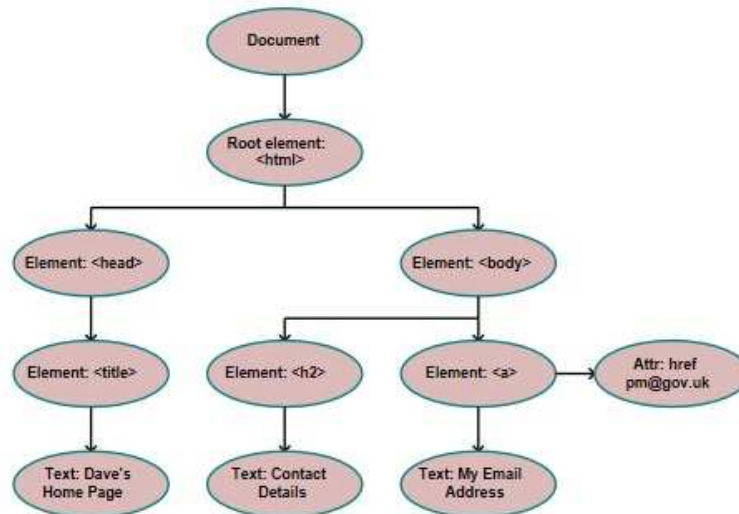 Document
Root element:
<html>
Element: <head>
Element: <body>
Element: <title>
Element: <h2>
Element: <a>
Attr: href
pm@gov.uk
Text: Dave's
Home Page
Text: Contact
Details
Text: My Email
Address